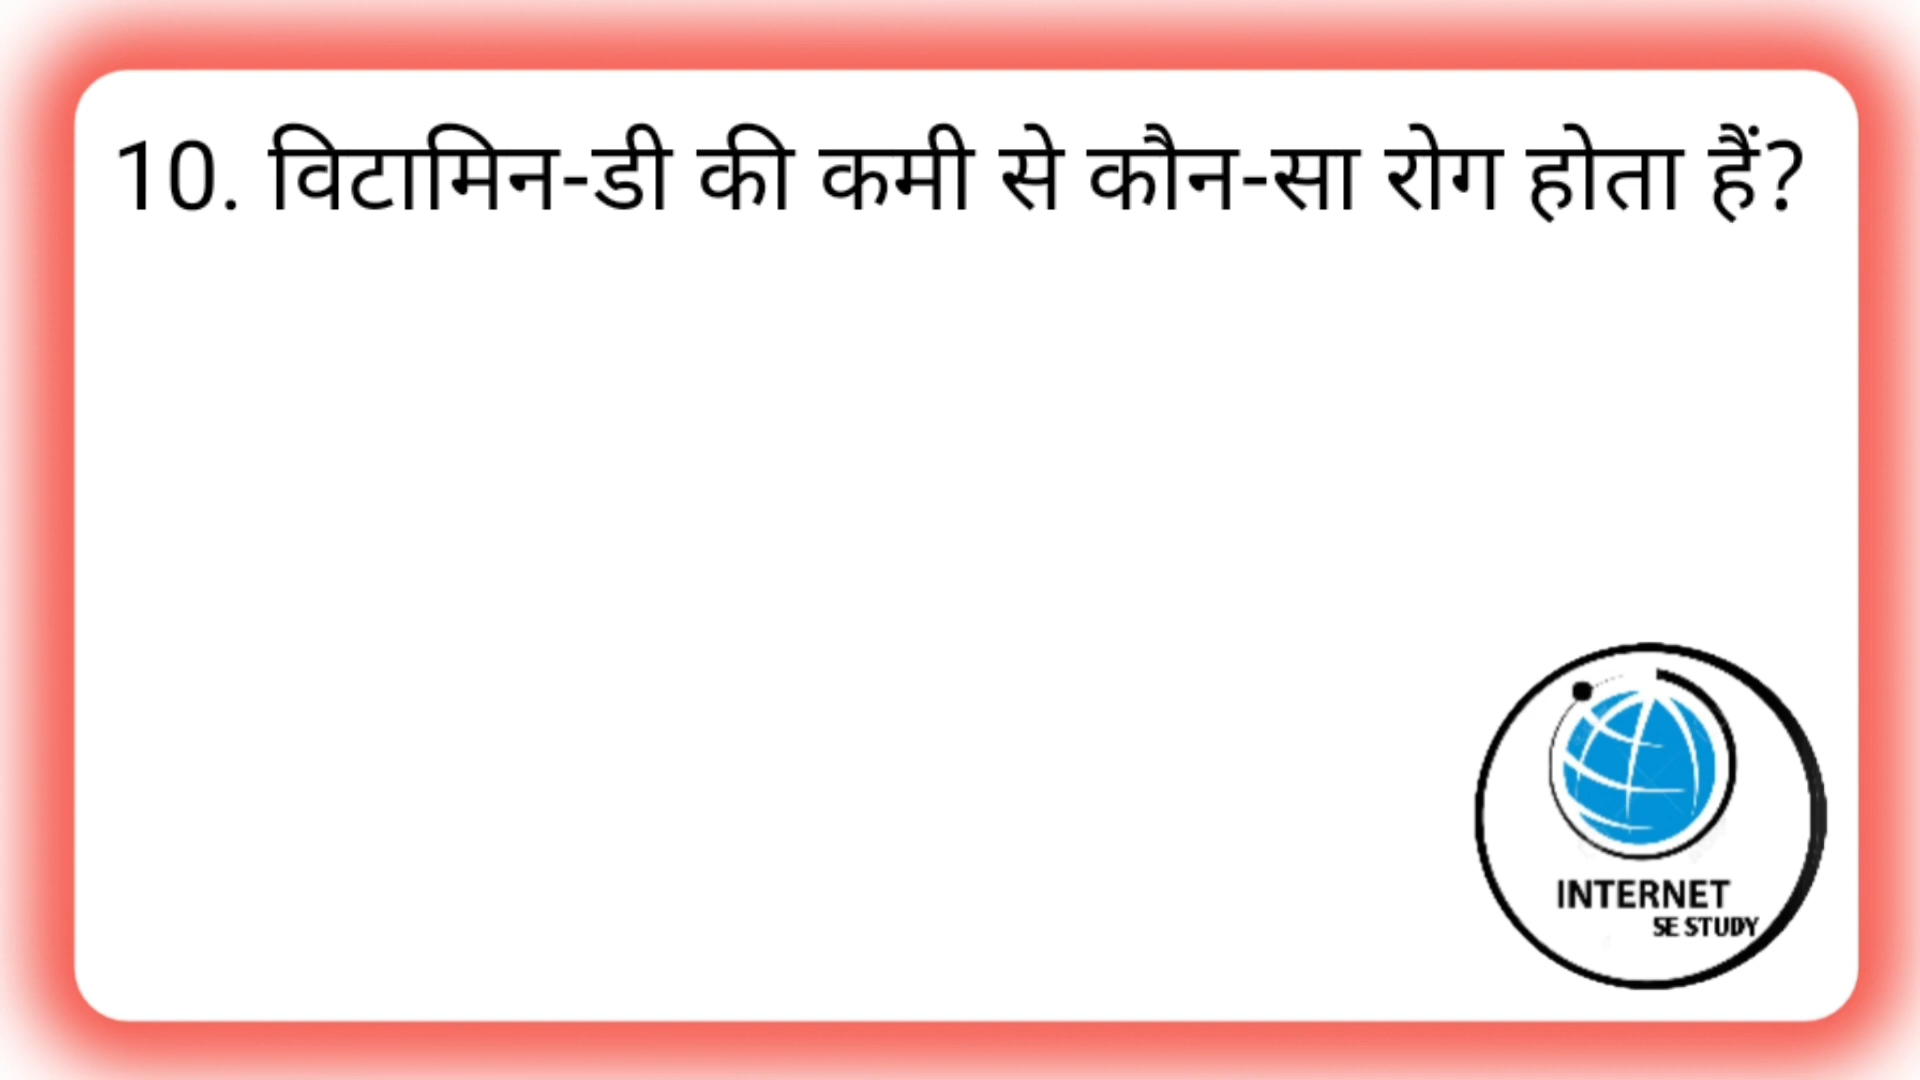 10. विटामिन-डी की कमी से कौन-सा रोग होता हैं?
INTERNET
SE STUDY